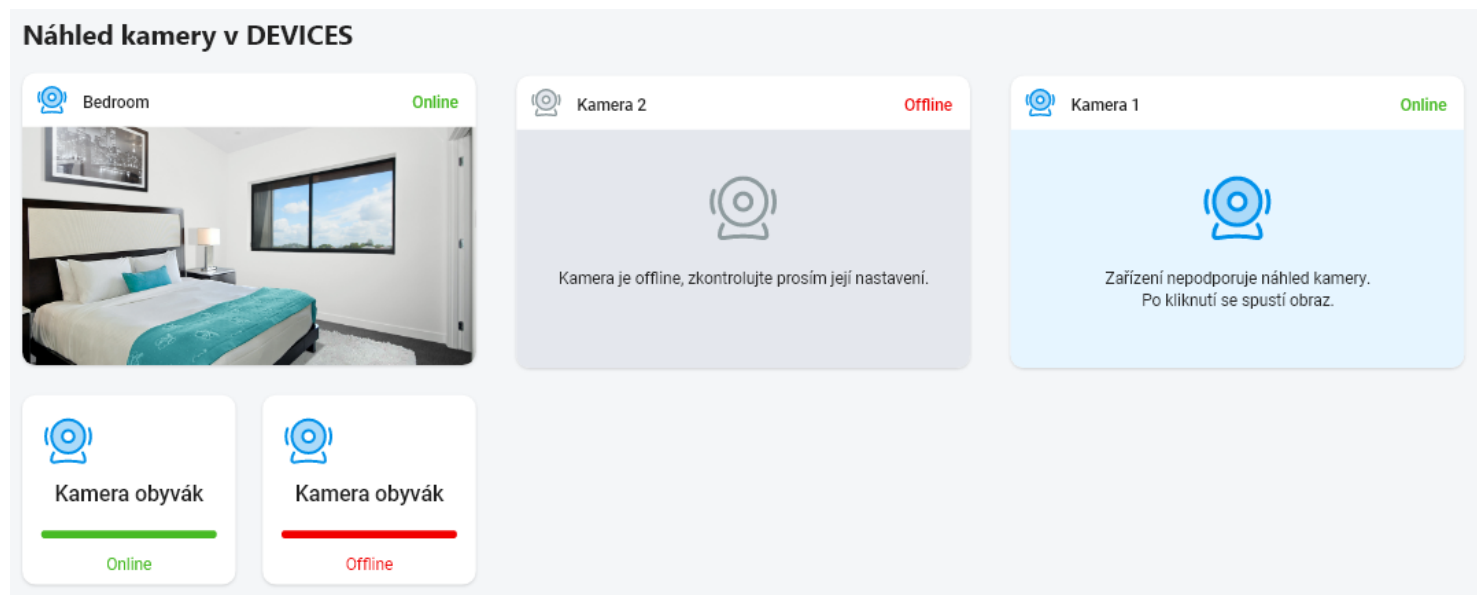 Náhled kamery v DEVICES
Bedroom
Online
Kamera 2
Offline
Kamera 1
Online
Kamera je offline, zkontrolujte prosím její nastavení.
Zařízení nepodporuje náhled kamery.
Po kliknutí se spustí obraz.
Kamera obyvák
Online
Kamera obyvák
Offline